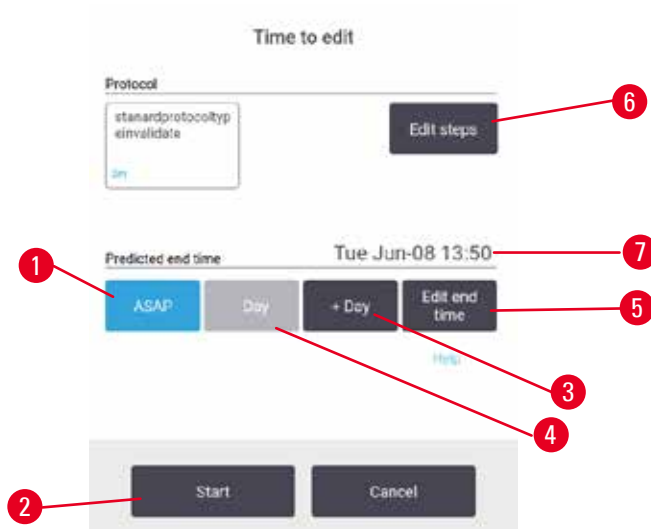 Time to edit
Protocol
stanardprotocoltyp
einvalidate
Edit steps
6
Predicted end time
Tue Jun-08 13:50
7
1
ASAP
Day
+ Day
Edit end
time
5
Help
3
4
2
Start
Cancel